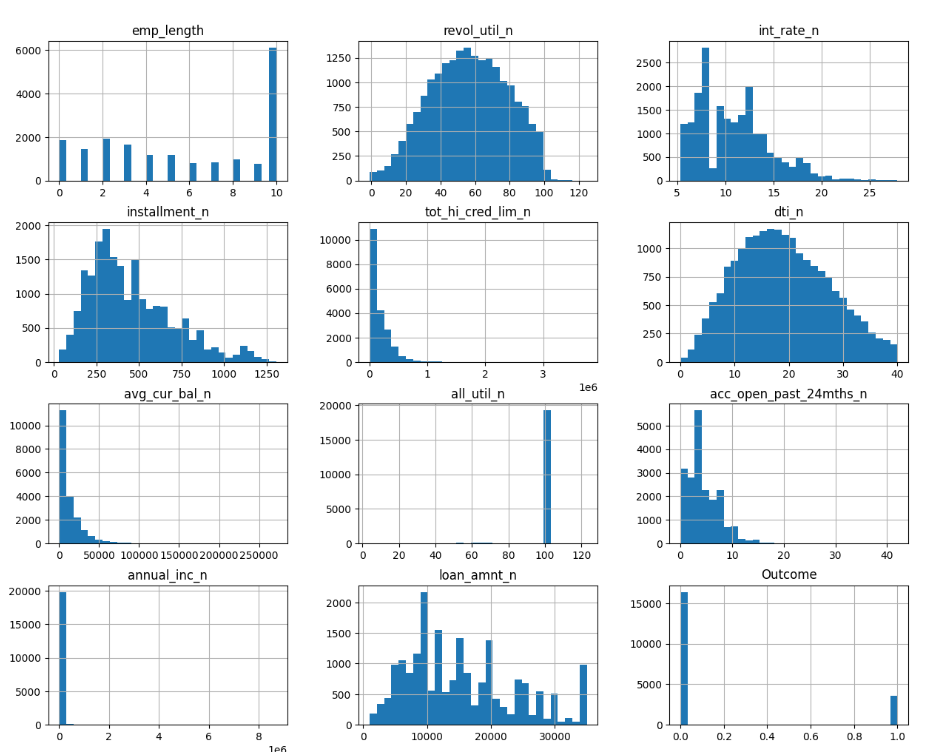 emp_length
6000
4000
2000
0
0 2 4 6 8 10
revol_util_n
1250
1000
750
500
250
0
0 20 40 60 80 100 120
int_rate_n
2500
2000
1500
1000
500
0
5 10 15 20 25
installment_n
2000
1500
1000
500
0
250 500 750 1000 1250
tot_hi_cred_lim_n
10000
8000
6000
4000
2000
0
0 1 2 3
1e6
dti_n
1000
750
500
250
0
0 10 20 30 40
avg_cur_bal_n
10000
8000
6000
4000
2000
0
0 50000 100000 150000 200000 250000
all_util_n
20000
15000
10000
5000
0
0 20 40 60 80 100 120
acc_open_past_24mths_n
5000
4000
3000
2000
1000
0
0 10 20 30 40
annual_inc_n
20000
15000
10000
5000
0
0 2 4 6 8
1e6
loan_amnt_n
2000
1500
1000
500
0
0 10000 20000 30000
Outcome
15000
10000
5000
0
0.0 0.2 0.4 0.6 0.8 1.0